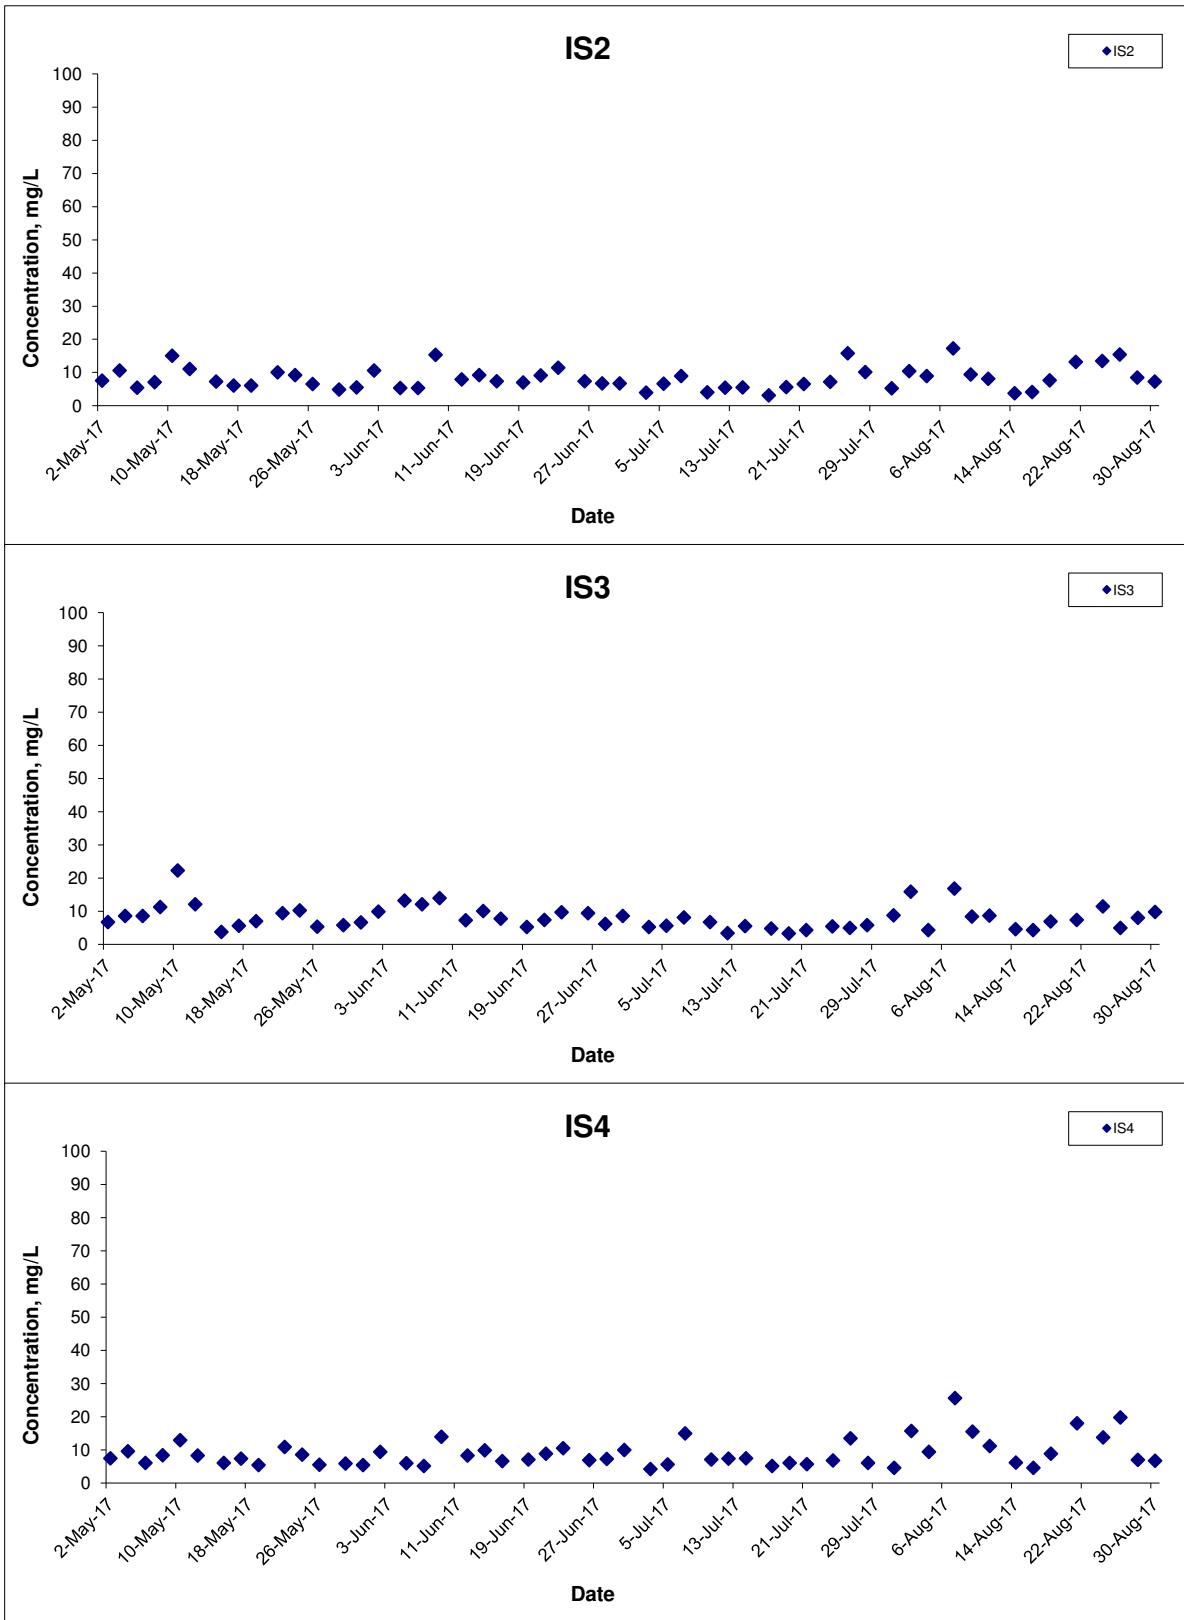 IS2
IS2
100
90
80
70
60
50
40
30
20
10
0
Concentration, mg/L
2-May-17
10-May-17
18-May-17
26-May-17
3-Jun-17
11-Jun-17
19-Jun-17
27-Jun-17
5-Jul-17
13-Jul-17
21-Jul-17
29-Jul-17
6-Aug-17
14-Aug-17
22-Aug-17
30-Aug-17
Date
IS3
IS3
100
90
80
70
60
50
40
30
20
10
0
Concentration, mg/L
2-May-17
10-May-17
18-May-17
26-May-17
3-Jun-17
11-Jun-17
19-Jun-17
27-Jun-17
5-Jul-17
13-Jul-17
21-Jul-17
29-Jul-17
6-Aug-17
14-Aug-17
22-Aug-17
30-Aug-17
Date
IS4
IS4
100
90
80
70
60
50
40
30
20
10
0
Concentration, mg/L
2-May-17
10-May-17
18-May-17
26-May-17
3-Jun-17
11-Jun-17
19-Jun-17
27-Jun-17
5-Jul-17
13-Jul-17
21-Jul-17
29-Jul-17
6-Aug-17
14-Aug-17
22-Aug-17
30-Aug-17
Date